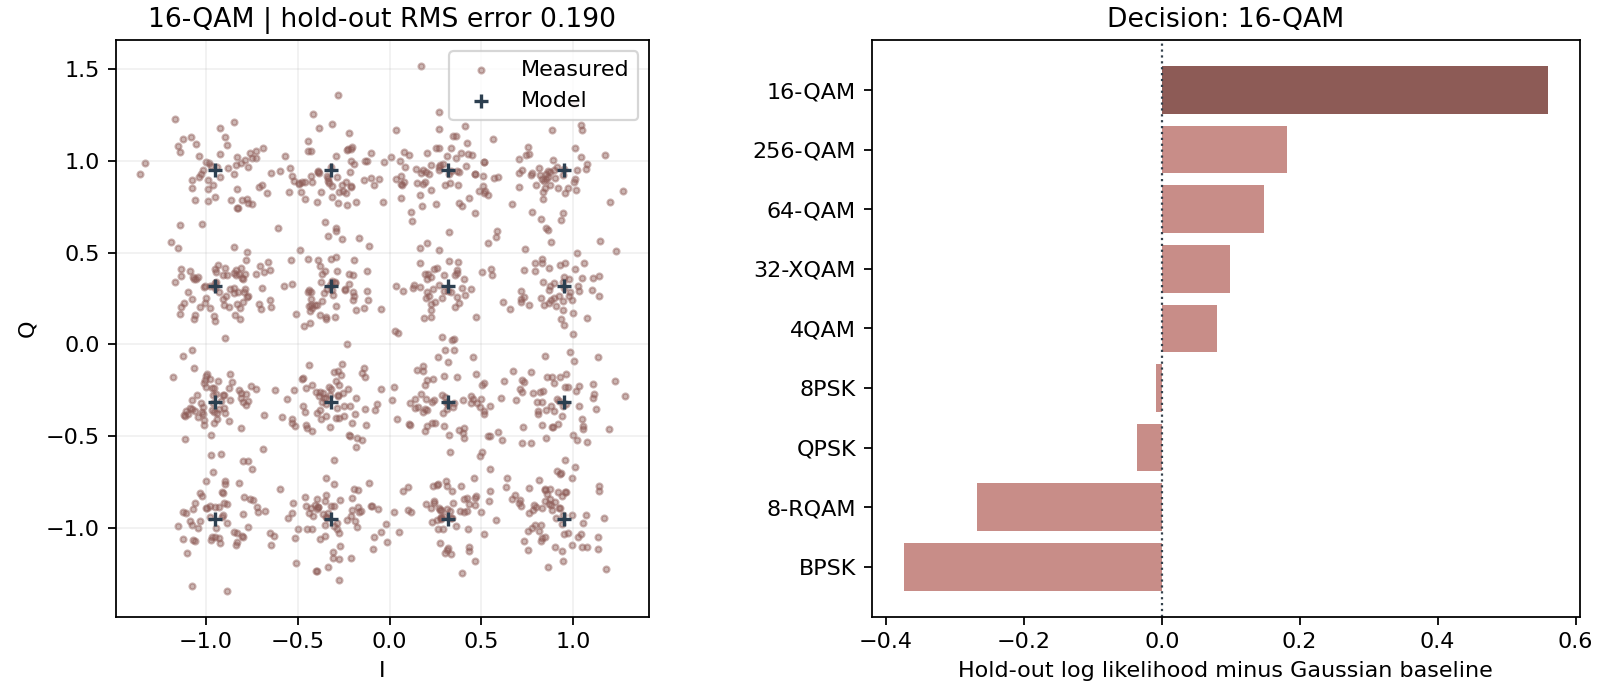 16-QAM | hold-out RMS error 0.190
Measured
Model
1.5
1.0
0.5
0.0
−0.5
−1.0
Q
−1.0
−0.5
0.0
0.5
1.0
I
Decision: 16-QAM
16-QAM
256-QAM
64-QAM
32-XQAM
4QAM
8PSK
QPSK
8-RQAM
BPSK
−0.4
−0.2
0.0
0.2
0.4
0.6
Hold-out log likelihood minus Gaussian baseline